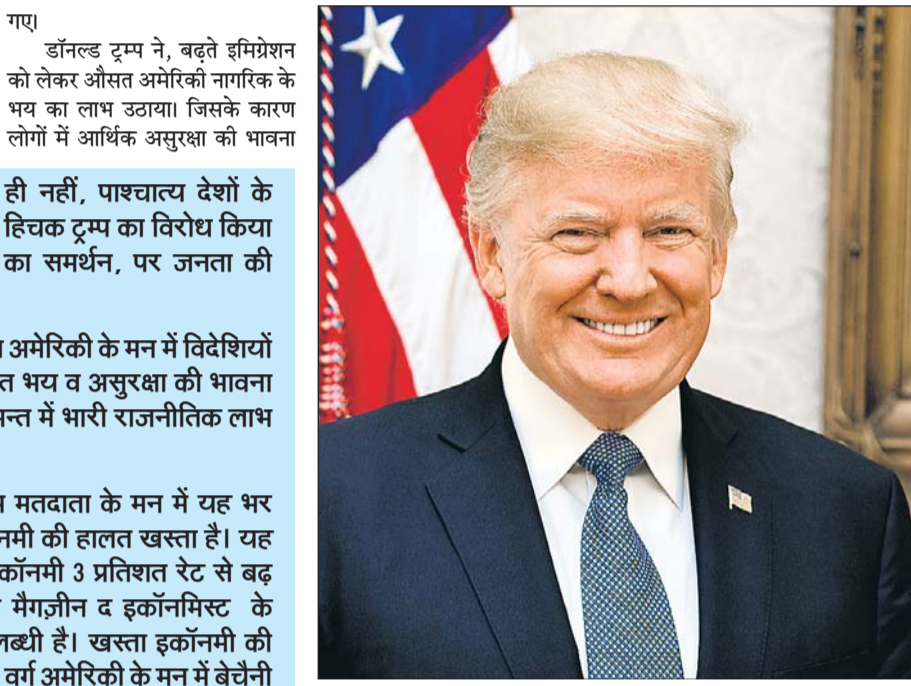 गए।
डॉनल्ड ट्रम्प ने, बढ़ते इमिग्रेशन
को लेकर औसत अमेरिकी नागरिक के
भय का लाभ उठाया। जिसके कारण
लोगों में आर्थिक असुरक्षा की भावना
ही नहीं, पाश्चात्य देशों के
हिचक ट्रम्प का विरोध किया
का समर्थन, पर जनता की
अमेरिकी के मन में विदेशियों
भय व असुरक्षा की भावना
में भारी राजनीतिक लाभ
मतदाता के मन में यह भर
की हालत खस्ता है। यह
3 प्रतिशत रेट से बढ़
मैगज़ीन द इकॉनमिस्ट के
है। खस्ता इकॉनमी की
वर्ग अमेरिकी के मन में बेचैनी